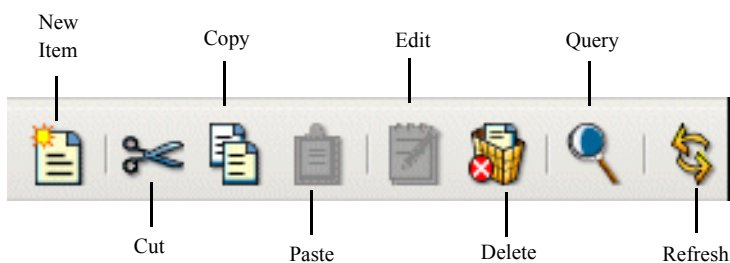 New
Item
Copy
Edit
Query
Cut
Paste
Delete
Refresh